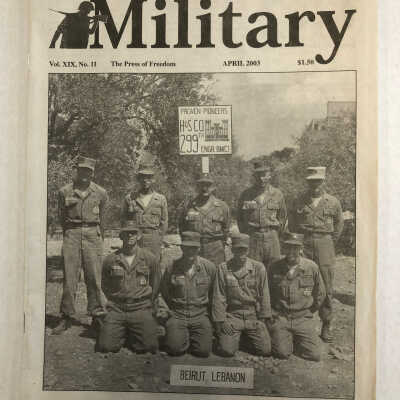 Military
Vol. XIX, No. 11 The Press of Freedom APRIL 2003 $1.50
PROVEN PIONEERS
H&S CO.
299TH
ENGR. BN(C)
BEIRUT, LEBANON